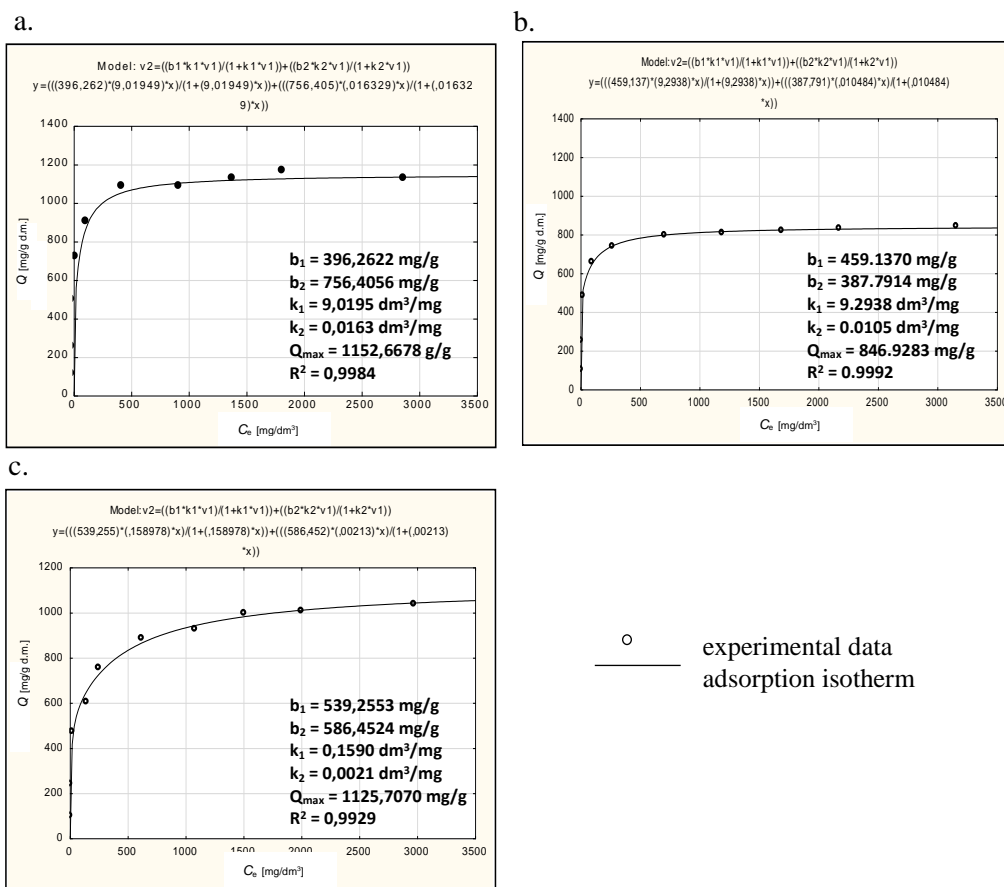 a.
Model: v2=((b1*k1*v1)/(1+k1*v1))+((b2*k2*v1)/(1+k2*v1))
y=(((396,262)*(9,01949)*x)/(1+(9,01949)*x))+(((756,405)*(,016329)*x)/(1+(,01632
9)*x))
1400
1200
1000
800
600
400
200
0
Q [mg/g d.m.]
b1 = 396,2622 mg/g
b2 = 756,4056 mg/g
k1 = 9,0195 dm³/mg
k2 = 0,0163 dm³/mg
Qmax = 1152,6678 g/g
R² = 0,9984
0 500 1000 1500 2000 2500 3000 3500
Ce [mg/dm³]
b.
Model:v2=((b1*k1*v1)/(1+k1*v1))+((b2*k2*v1)/(1+k2*v1))
y=(((459,137)*(9,2938)*x)/(1+(9,2938)*x))+(((387,791)*(,010484)*x)/(1+(,010484)
*x))
1400
1200
1000
800
600
400
200
0
Q [mg/g d.m.]
b1 = 459.1370 mg/g
b2 = 387.7914 mg/g
k1 = 9.2938 dm³/mg
k2 = 0.0105 dm³/mg
Qmax = 846.9283 mg/g
R² = 0.9992
0 500 1000 1500 2000 2500 3000 3500
Ce [mg/dm³]
c.
Model:v2=((b1*k1*v1)/(1+k1*v1))+((b2*k2*v1)/(1+k2*v1))
y=(((539,255)*(,158978)*x)/(1+(,158978)*x))+(((586,452)*(,00213)*x)/(1+(,00213)
*x))
1200
1000
800
600
400
200
0
Q [mg/g d.m.]
b1 = 539,2553 mg/g
b2 = 586,4524 mg/g
k1 = 0,1590 dm³/mg
k2 = 0,0021 dm³/mg
Qmax = 1125,7070 mg/g
R² = 0,9929
0 500 1000 1500 2000 2500 3000 3500
Ce [mg/dm³]
experimental data
adsorption isotherm